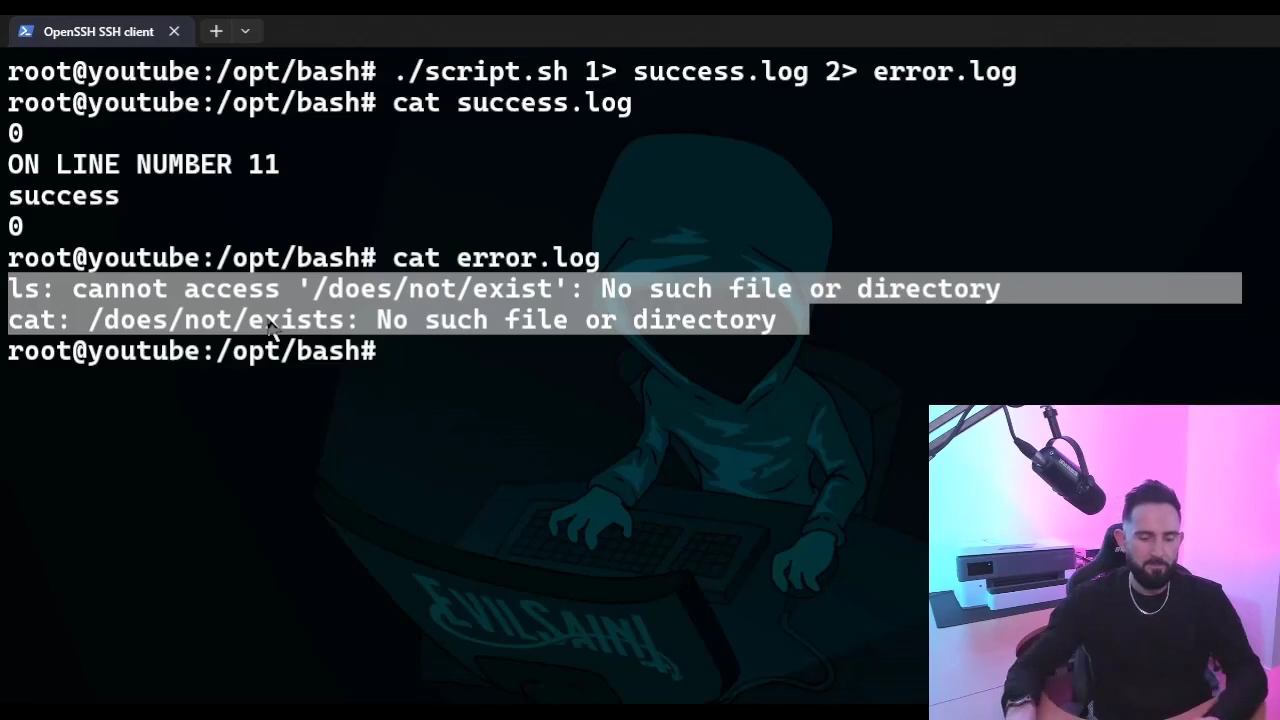 OpenSSH SSH client
root@youtube:/opt/bash# ./script.sh 1> success.log 2> error.log
root@youtube:/opt/bash# cat success.log
0
ON LINE NUMBER 11
success
0
root@youtube:/opt/bash# cat error.log
ls: cannot access '/does/not/exist': No such file or directory
cat: /does/not/exists: No such file or directory
root@youtube:/opt/bash#
EVILSAINT